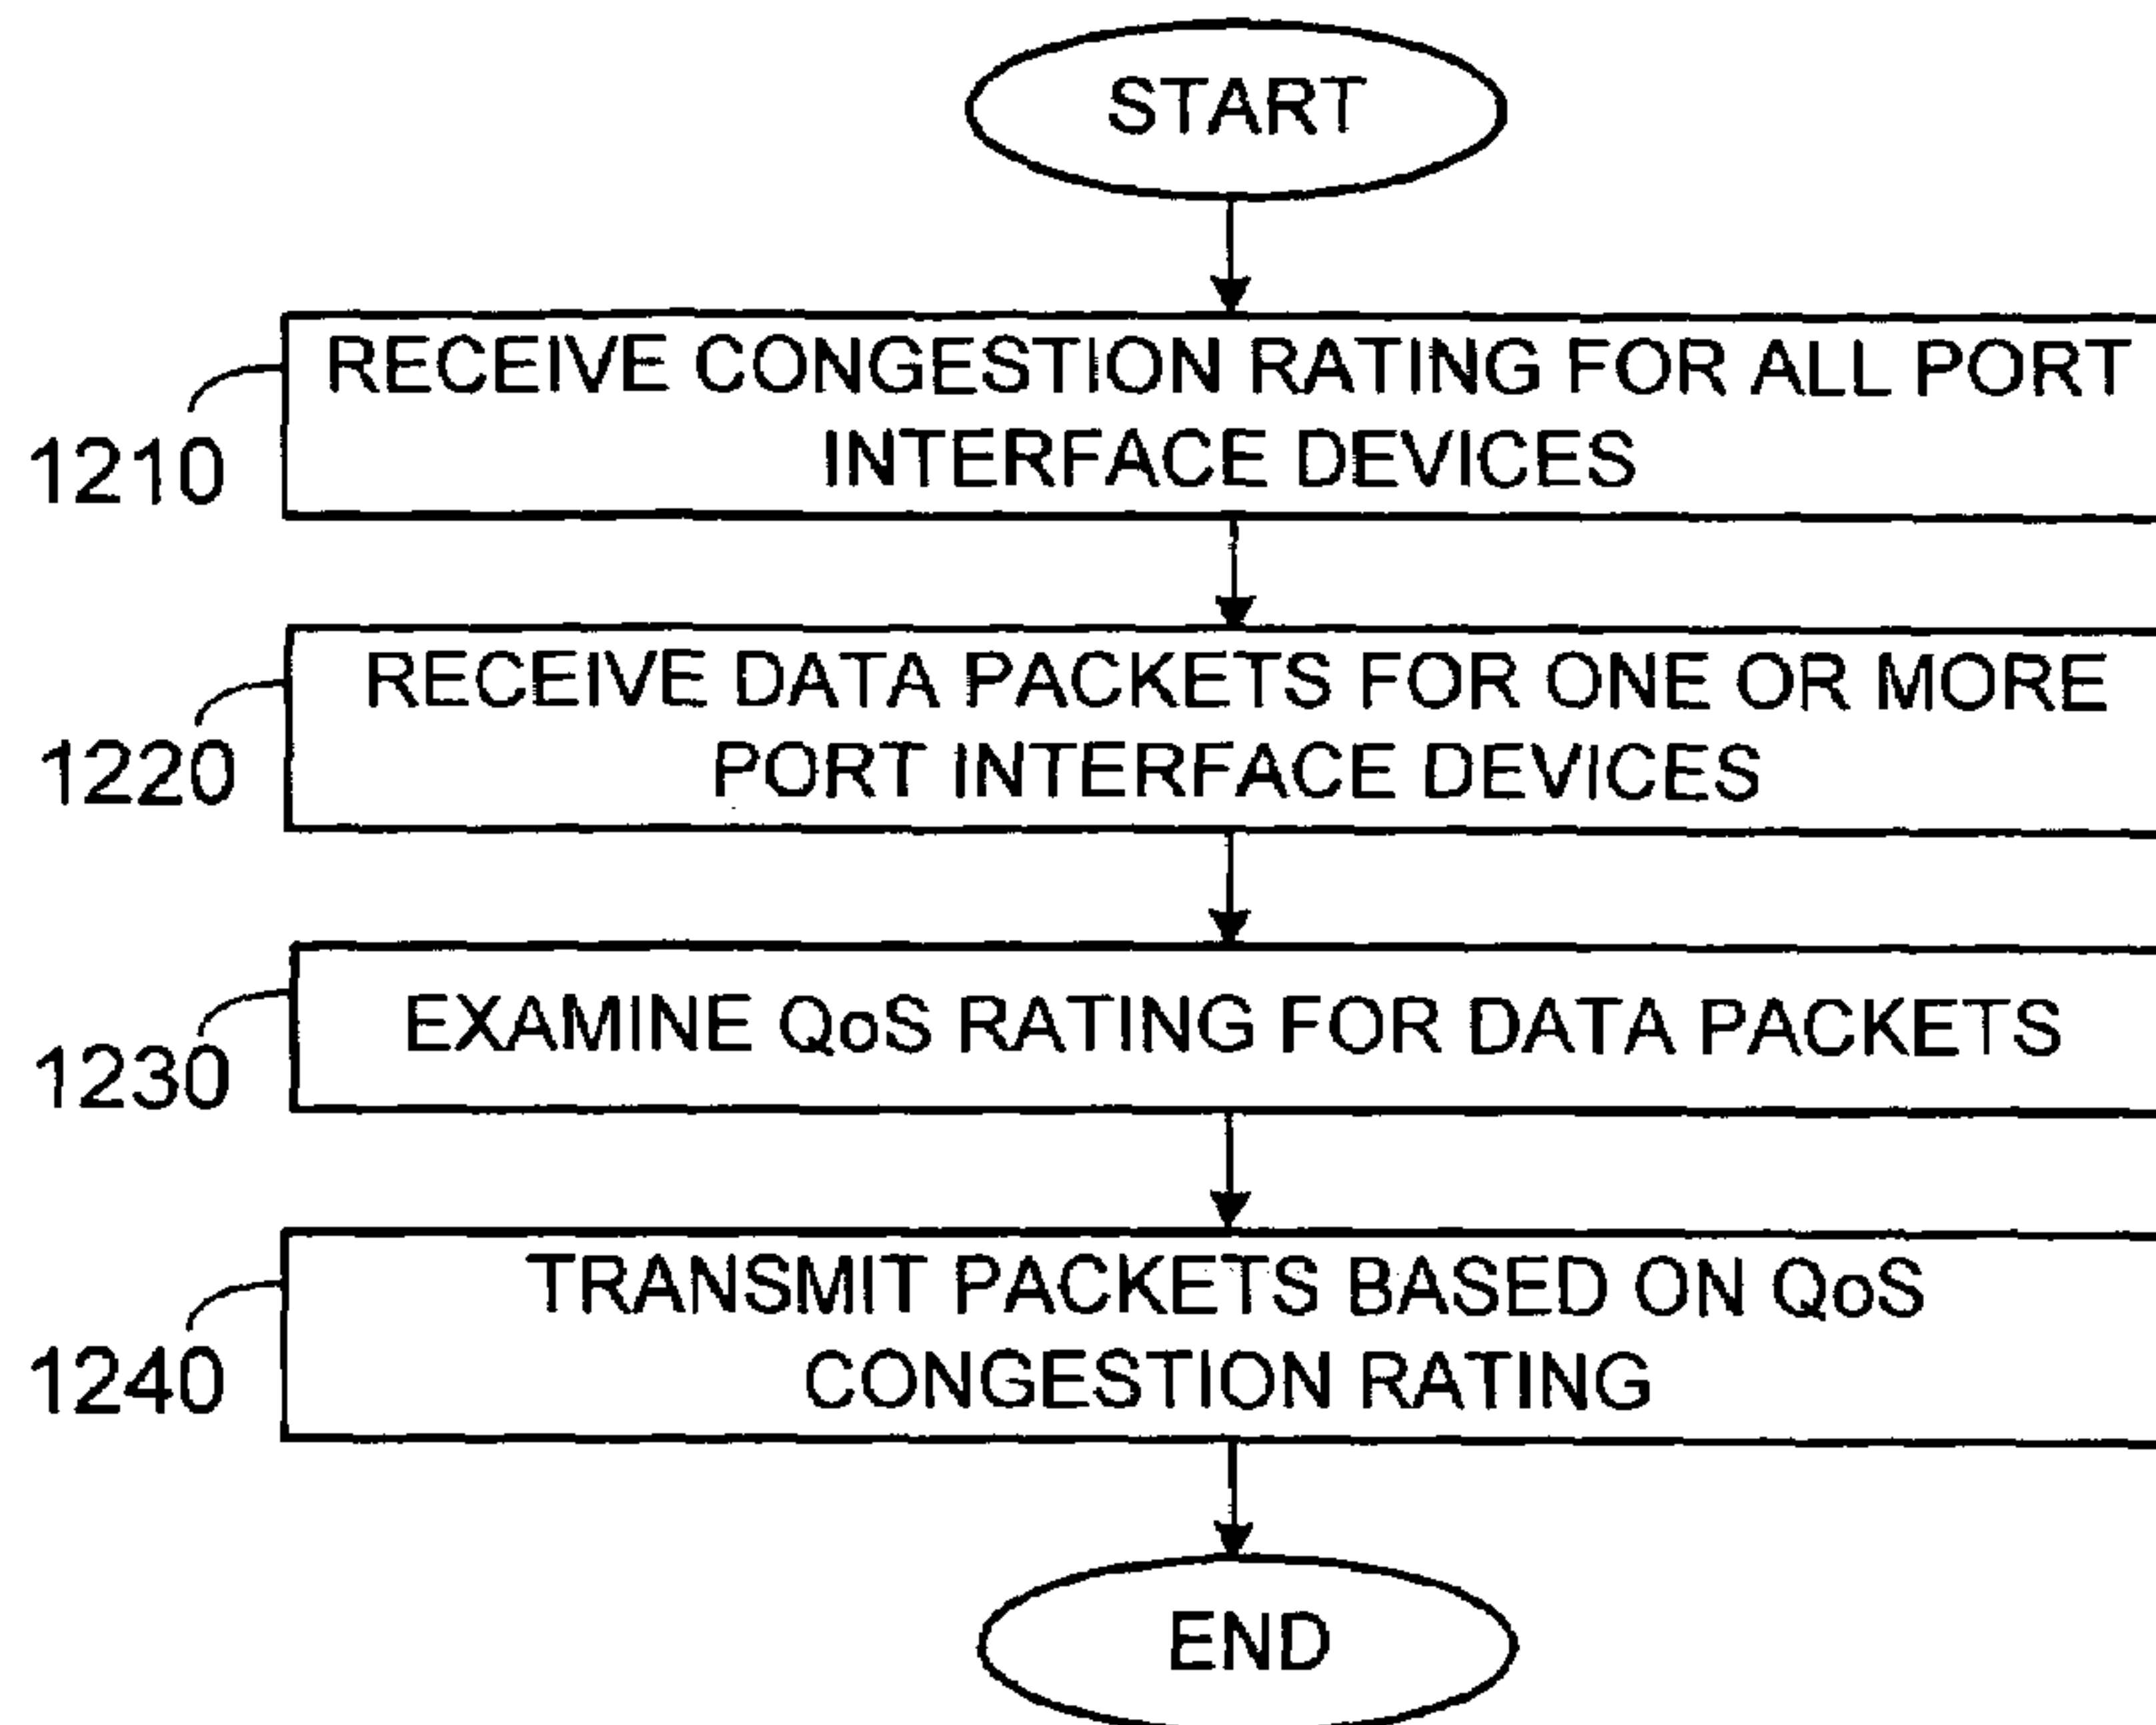 START
RECEIVE CONGESTION RATING FOR ALL PORT
INTERFACE DEVICES
1210
RECEIVE DATA PACKETS FOR ONE OR MORE
PORT INTERFACE DEVICES
1220
EXAMINE QoS RATING FOR DATA PACKETS
1230
TRANSMIT PACKETS BASED ON QoS
CONGESTION RATING
1240
END